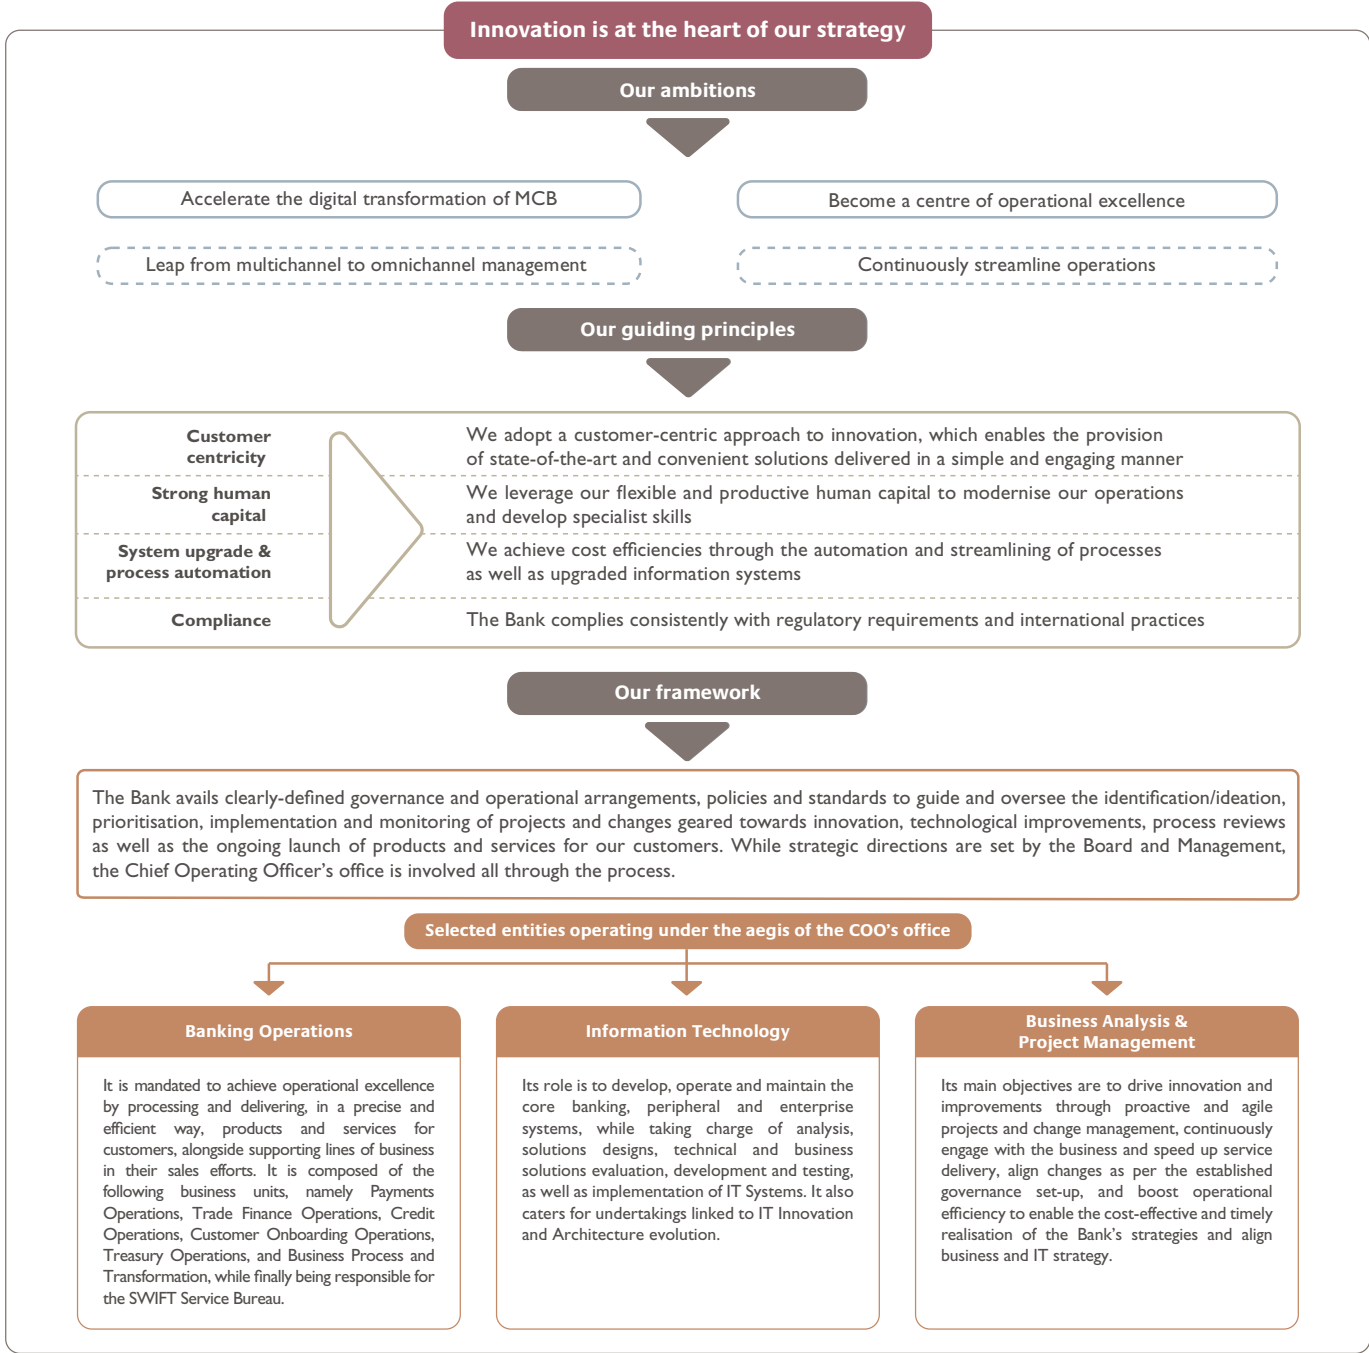 Innovation is at the heart of our strategy
Our ambitions
Accelerate the digital transformation of MCB
Become a centre of operational excellence
Leap from multichannel to omnichannel management
Continuously streamline operations
Our guiding principles
Customer
centricity
We adopt a customer-centric approach to innovation, which enables the provision
of state-of-the-art and convenient solutions delivered in a simple and engaging manner
Strong human
capital
We leverage our flexible and productive human capital to modernise our operations
and develop specialist skills
System upgrade &
process automation
We achieve cost efficiencies through the automation and streamlining of processes
as well as upgraded information systems
Compliance
The Bank complies consistently with regulatory requirements and international practices
Our framework
The Bank avails clearly-defined governance and operational arrangements, policies and standards to guide and oversee the identification/ideation,
prioritisation, implementation and monitoring of projects and changes geared towards innovation, technological improvements, process reviews
as well as the ongoing launch of products and services for our customers. While strategic directions are set by the Board and Management,
the Chief Operating Officer's office is involved all through the process.
Selected entities operating under the aegis of the COO's office
Banking Operations
It is mandated to achieve operational excellence
by processing and delivering, in a precise and
efficient way, products and services for
customers, alongside supporting lines of business
in their sales efforts. It is composed of the
following business units, namely Payments
Operations, Trade Finance Operations, Credit
Operations, Customer Onboarding Operations,
Treasury Operations, and Business Process and
Transformation, while finally being responsible for
the SWIFT Service Bureau.
Information Technology
Its role is to develop, operate and maintain the
core banking, peripheral and enterprise
systems, while taking charge of analysis,
solutions designs, technical and business
solutions evaluation, development and testing,
as well as implementation of IT Systems. It also
caters for undertakings linked to IT Innovation
and Architecture evolution.
Business Analysis &
Project Management
Its main objectives are to drive innovation and
improvements through proactive and agile
projects and change management, continuously
engage with the business and speed up service
delivery, align changes as per the established
governance set-up, and boost operational
efficiency to enable the cost-effective and timely
realisation of the Bank's strategies and align
business and IT strategy.